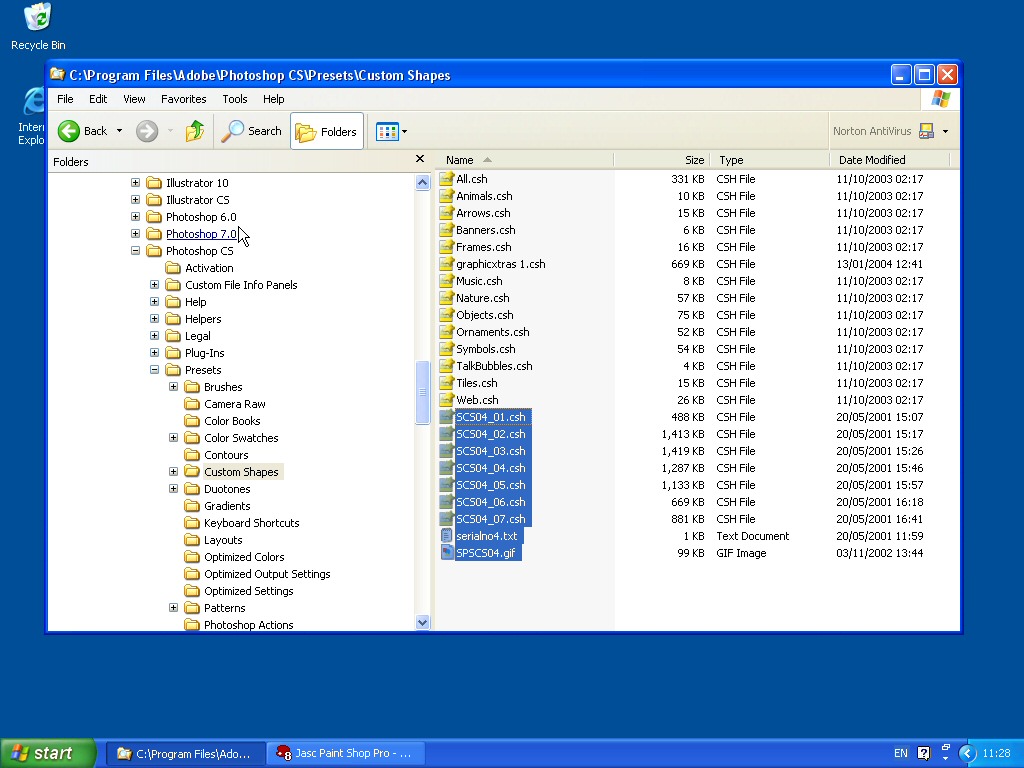 Recycle Bin
Inter
Explo
C:\Program Files\Adobe\Photoshop CS\Presets\Custom Shapes
File Edit View Favorites Tools Help
Back Search Folders Norton AntiVirus
Folders
Name Size Type Date Modified
Illustrator 10
Illustrator CS
Photoshop 6.0
Photoshop 7.0
Photoshop CS
Activation
Custom File Info Panels
Help
Helpers
Legal
Plug-Ins
Presets
Brushes
Camera Raw
Color Books
Color Swatches
Contours
Custom Shapes
Duotones
Gradients
Keyboard Shortcuts
Layouts
Optimized Colors
Optimized Output Settings
Optimized Settings
Patterns
Photoshop Actions
All.csh 331 KB CSH File 11/10/2003 02:17
Animals.csh 10 KB CSH File 11/10/2003 02:17
Arrows.csh 15 KB CSH File 11/10/2003 02:17
Banners.csh 6 KB CSH File 11/10/2003 02:17
Frames.csh 16 KB CSH File 11/10/2003 02:17
graphicxtras 1.csh 669 KB CSH File 13/01/2004 12:41
Music.csh 8 KB CSH File 11/10/2003 02:17
Nature.csh 57 KB CSH File 11/10/2003 02:17
Objects.csh 75 KB CSH File 11/10/2003 02:17
Ornaments.csh 52 KB CSH File 11/10/2003 02:17
Symbols.csh 54 KB CSH File 11/10/2003 02:17
TalkBubbles.csh 4 KB CSH File 11/10/2003 02:17
Tiles.csh 15 KB CSH File 11/10/2003 02:17
Web.csh 26 KB CSH File 11/10/2003 02:17
SCS04_01.csh 488 KB CSH File 20/05/2001 15:07
SCS04_02.csh 1,413 KB CSH File 20/05/2001 15:17
SCS04_03.csh 1,419 KB CSH File 20/05/2001 15:26
SCS04_04.csh 1,287 KB CSH File 20/05/2001 15:46
SCS04_05.csh 1,133 KB CSH File 20/05/2001 15:57
SCS04_06.csh 669 KB CSH File 20/05/2001 16:18
SCS04_07.csh 881 KB CSH File 20/05/2001 16:41
serialno4.txt 1 KB Text Document 20/05/2001 11:59
SPSCS04.gif 99 KB GIF Image 03/11/2002 13:44
start C:\Program Files\Ado... 8 Jasc Paint Shop Pro - ... EN 11:28